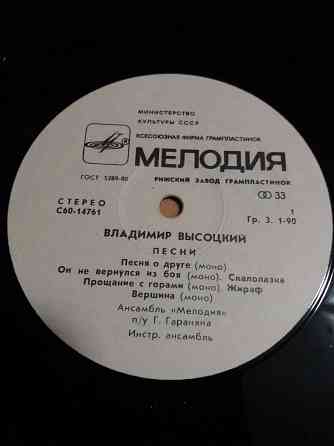 МИНИСТЕРСТВО
КУЛЬТУРЫ СССР
ВСЕСОЮЗНАЯ ФИРМА ГРАМПЛАСТИНОК
МЕЛОДИЯ
ГОСТ 5289-80
РИЖСКИЙ ЗАВОД ГРАМПЛАСТИНОК
33
СТЕРЕО
С60-14761
1
Гр. 3. 1-90
ВЛАДИМИР ВЫСОЦКИЙ
ПЕСНИ
Песня о друге (моно)
Он не вернулся из боя (моно). Скалолазка
Прощание с горами (моно). Жираф
Вершина (моно)
Ансамбль «Мелодия»
п/у Г. Гараняна
Инстр. ансамбль